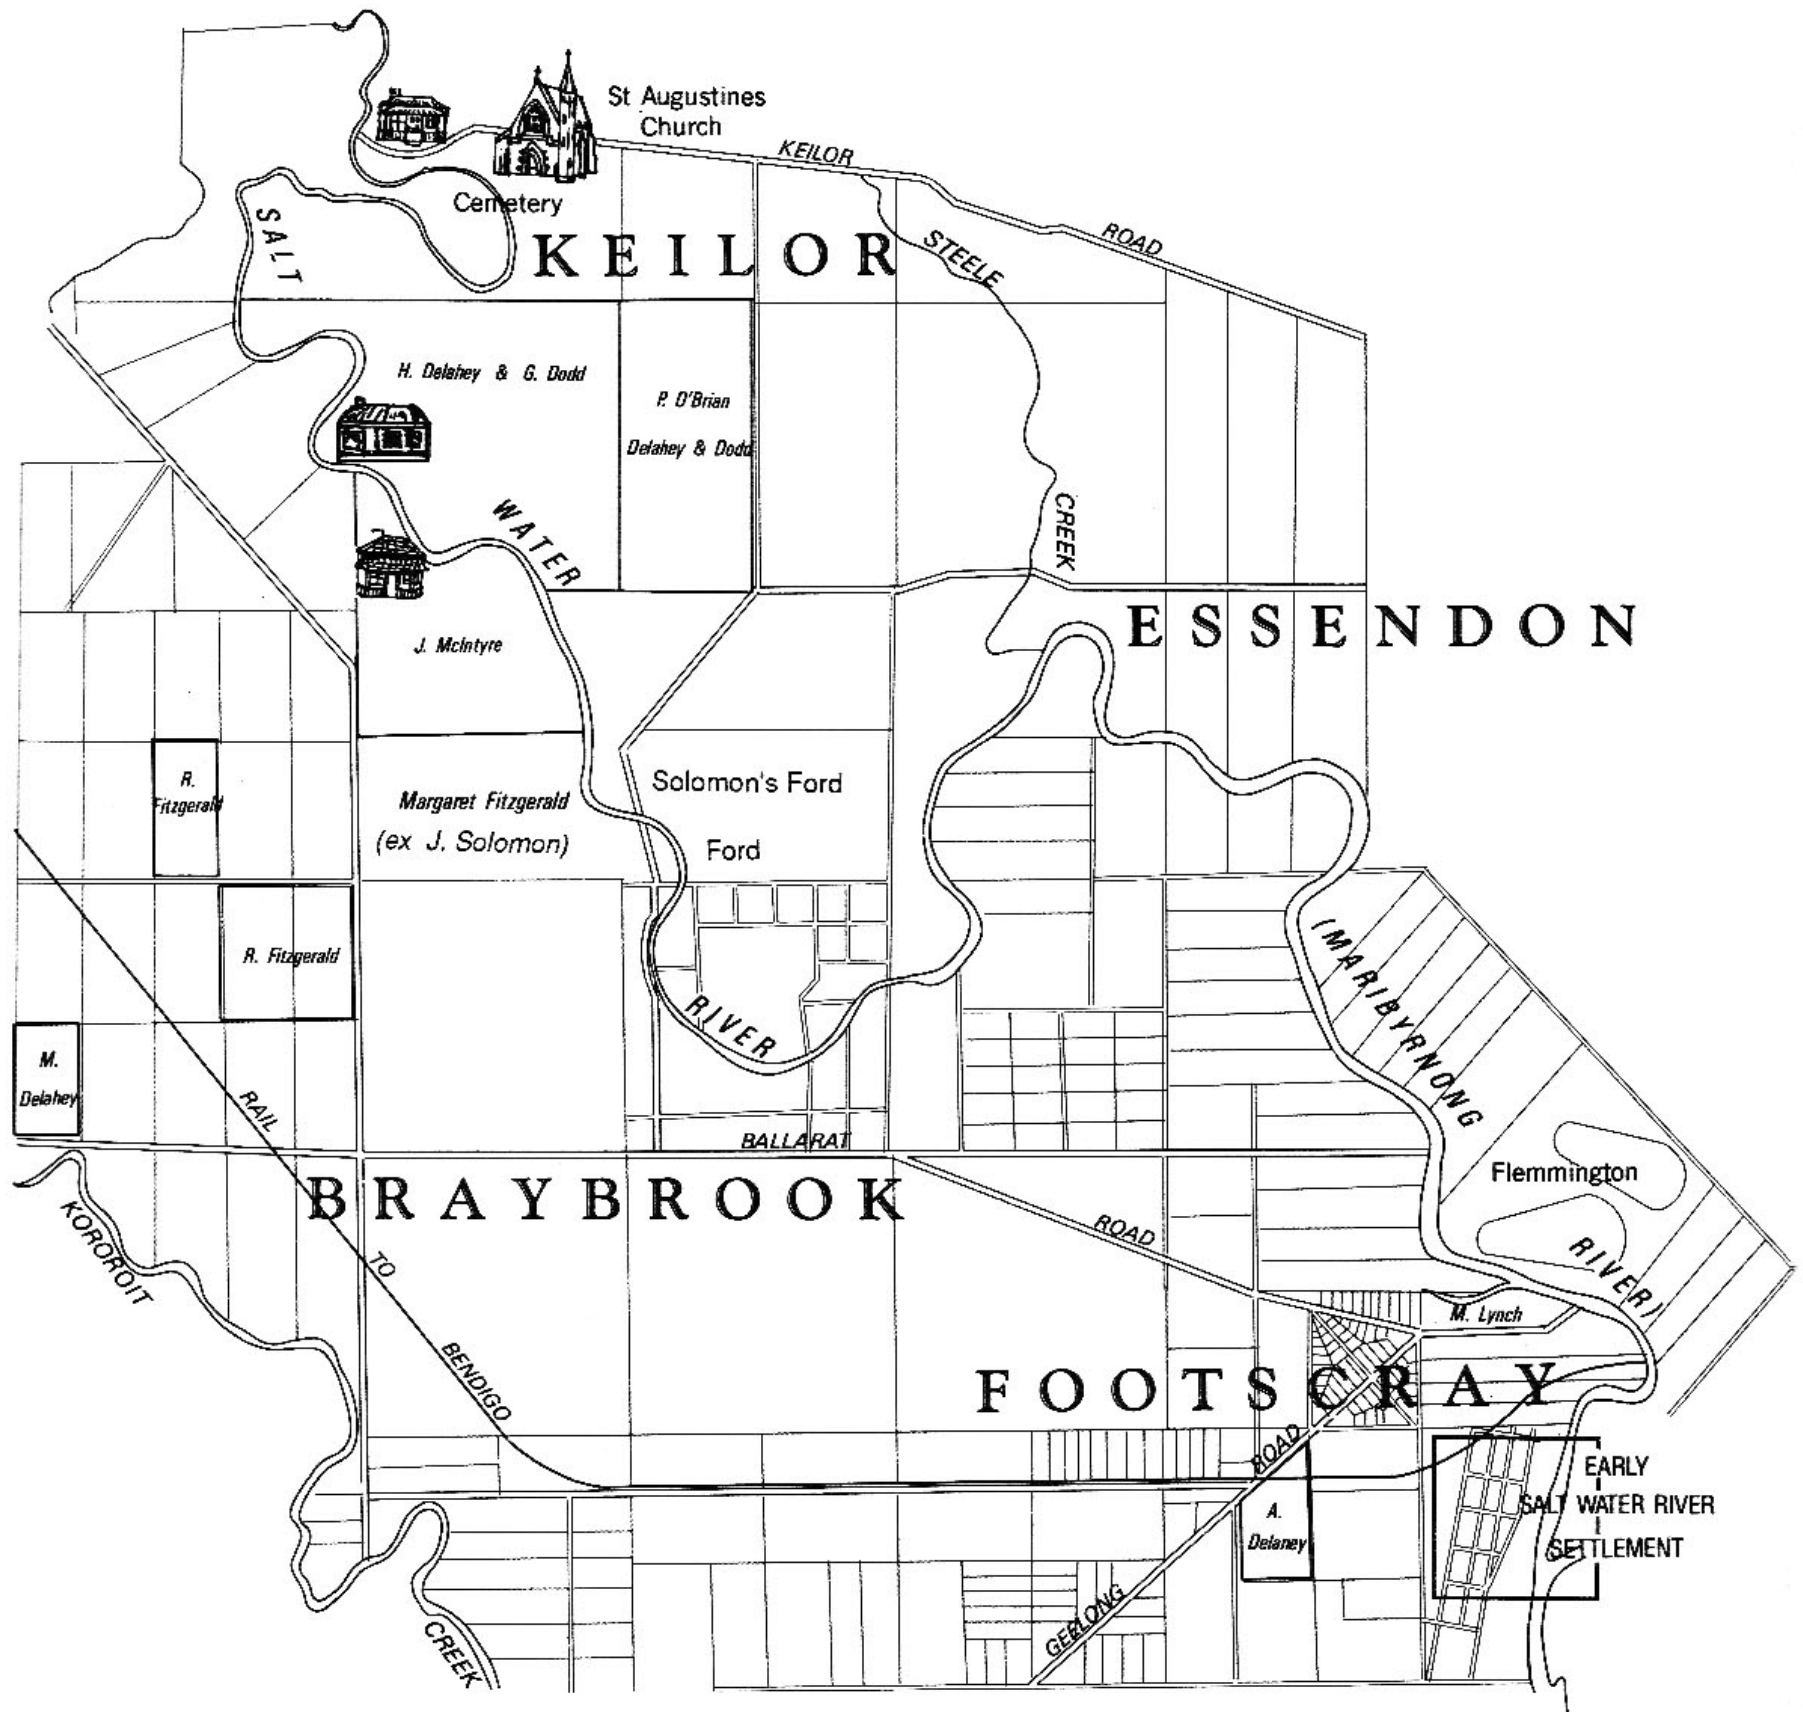 St Augustines
Church
KEILOR
ROAD
Cemetery
SALT
KEILOR
STEELE
H. Delahey & G. Dodd
P. O'Brian
Delahey & Dodd
WATER
CREEK
ESSENDON
J. McIntyre
R.
Fitzgerald
Margaret Fitzgerald
(ex J. Solomon)
Solomon's Ford
Ford
R. Fitzgerald
(MARIBYRNONG
RIVER
M.
Delahey
RAIL
BALLARAT
Flemmington
BRAYBROOK
KOROROIT
TO
ROAD
RIVER)
M. Lynch
BENDIGO
FOOTSCRAY
ROAD
EARLY
SALT WATER RIVER
SETTLEMENT
A.
Delaney
GEELONG
CREEK